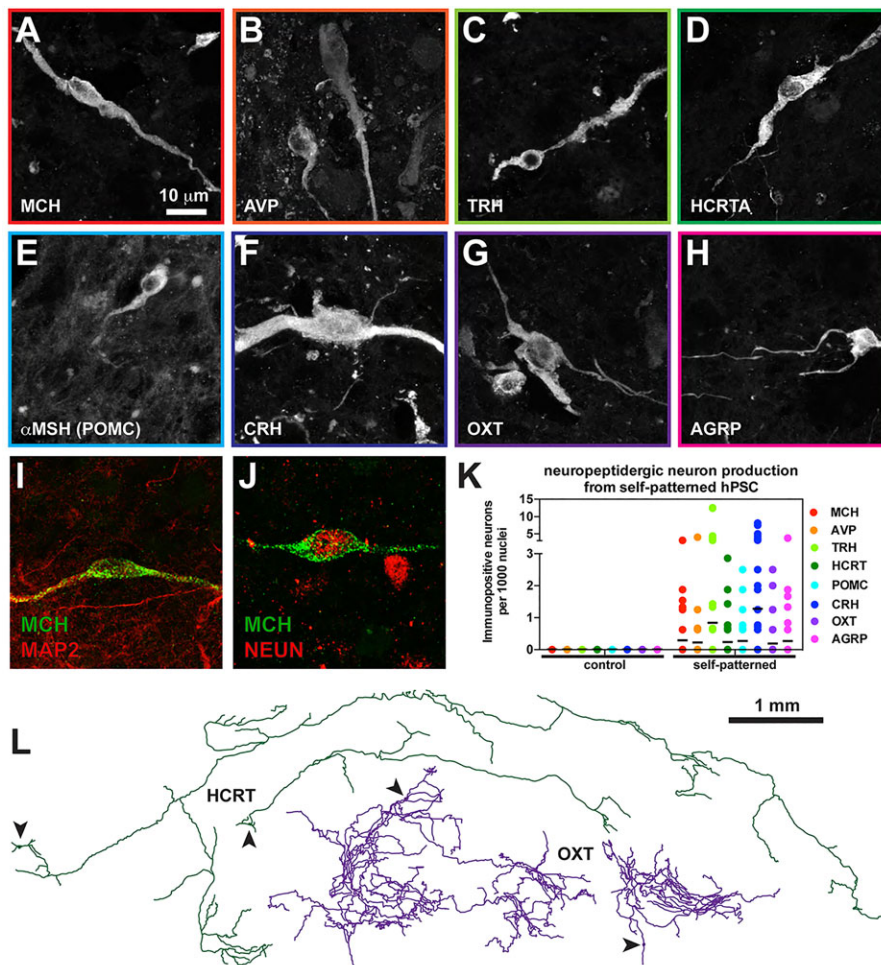 A
MCH
10 μm
B
AVP
C
TRH
D
HCRTA
E
αMSH (POMC)
F
CRH
G
OXT
H
AGRP
I
MCH
MAP2
J
MCH
NEUN
K
neuropeptidergic neuron production
from self-patterned hPSC
Immunopositive neurons
per 1000 nuclei
15
10
5
3
2
1
0
control
self-patterned
MCH
AVP
TRH
HCRT
POMC
CRH
OXT
AGRP
L
1 mm
HCRT
OXT